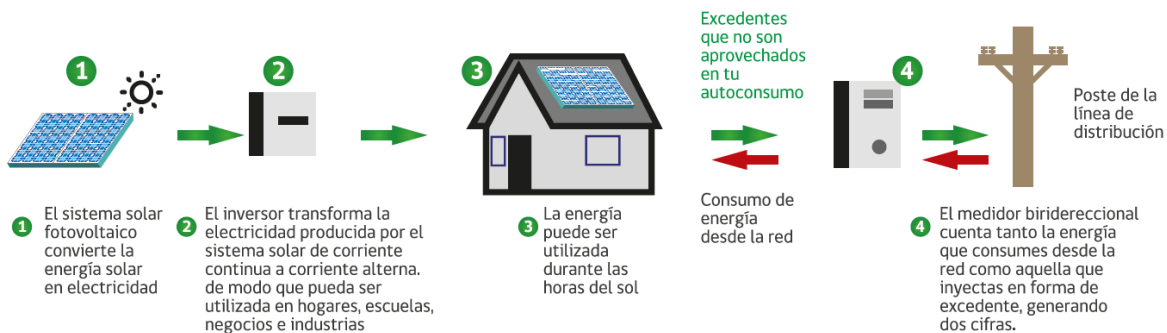 1
2
3
Excedentes
que no son
aprovechados
en tu
autoconsumo
4
Poste de la
línea de
distribución
Consumo de
energía
desde la red
1 El sistema solar
fotovoltaico
convierte la
energía solar
en electricidad
2 El inversor transforma la
electricidad producida por el
sistema solar de corriente
continua a corriente alterna.
de modo que pueda ser
utilizada en hogares, escuelas,
negocios e industrias
3 La energía
puede ser
utilizada
durante las
horas del sol
4 El medidor biridereccional
cuenta tanto la energía
que consumes desde la
red como aquella que
inyectas en forma de
excedente, generando
dos cifras.